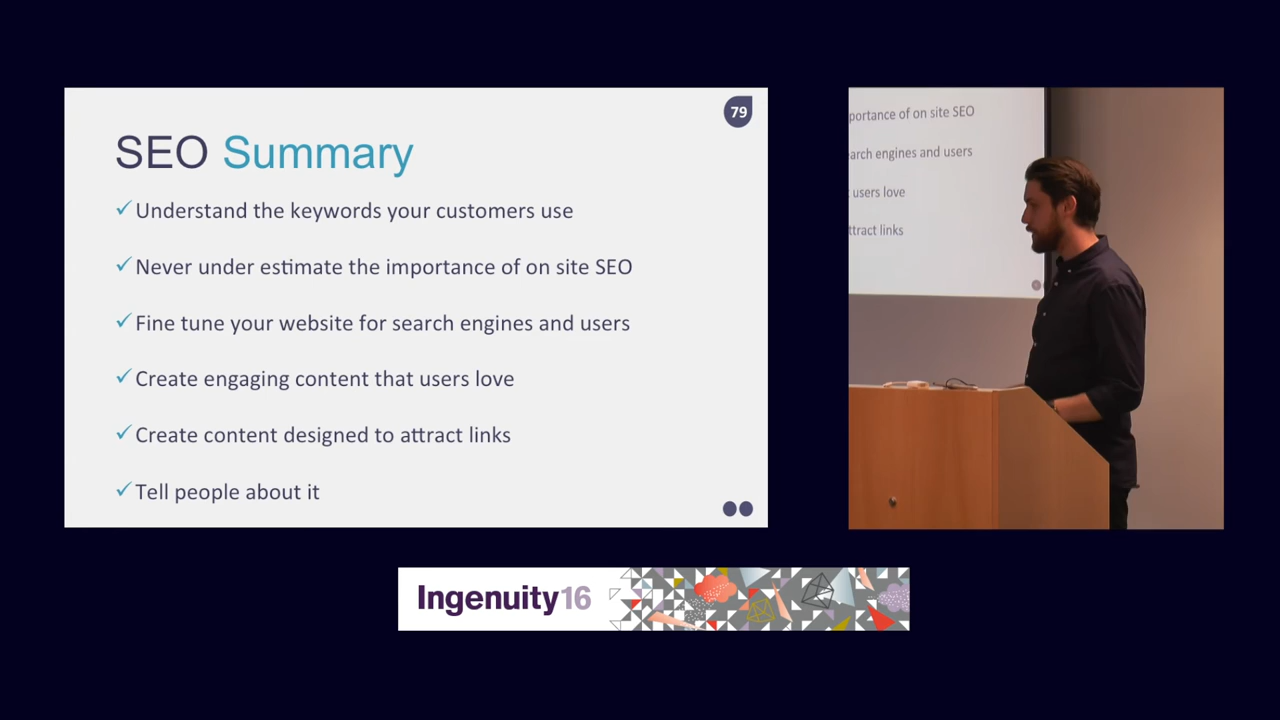 79
SEO Summary
✓Understand the keywords your customers use
✓Never under estimate the importance of on site SEO
✓Fine tune your website for search engines and users
✓Create engaging content that users love
✓Create content designed to attract links
✓Tell people about it
portance of on site SEO
arch engines and users
users love
ttract links
Ingenuity16